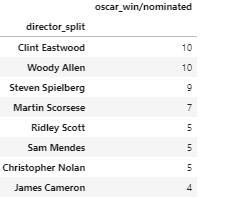 oscar_win/nominated
director_split
Clint Eastwood 10
Woody Allen 10
Steven Spielberg 9
Martin Scorsese 7
Ridley Scott 5
Sam Mendes 5
Christopher Nolan 5
James Cameron 4